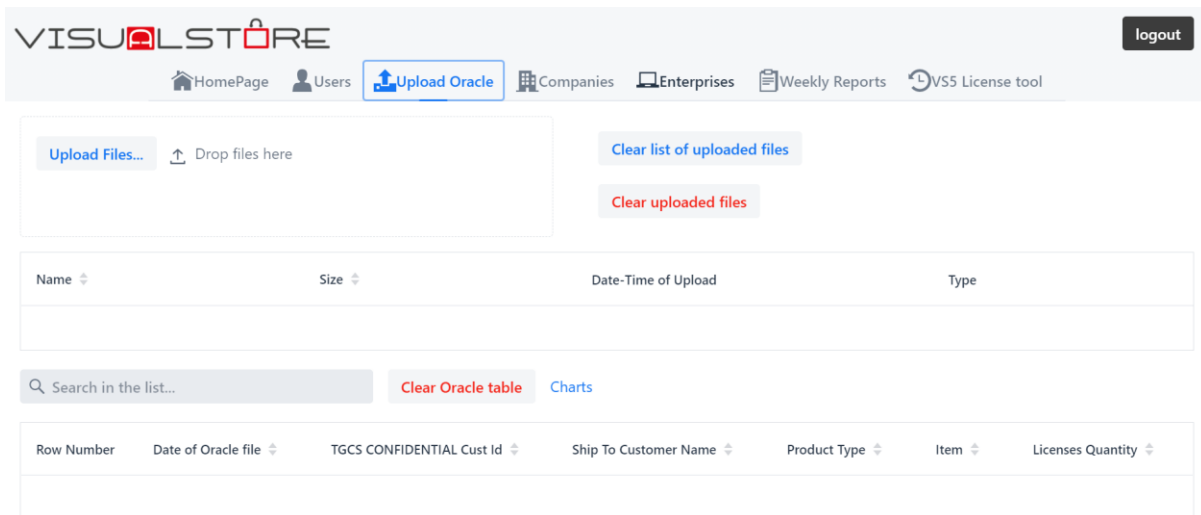 VISUALSTORE
logout
HomePage Users Upload Oracle Companies Enterprises Weekly Reports VS5 License tool
Upload Files... Drop files here
Clear list of uploaded files
Clear uploaded files
Name Size Date-Time of Upload Type
Search in the list... Clear Oracle table Charts
Row Number Date of Oracle file TGCS CONFIDENTIAL Cust Id Ship To Customer Name Product Type Item Licenses Quantity